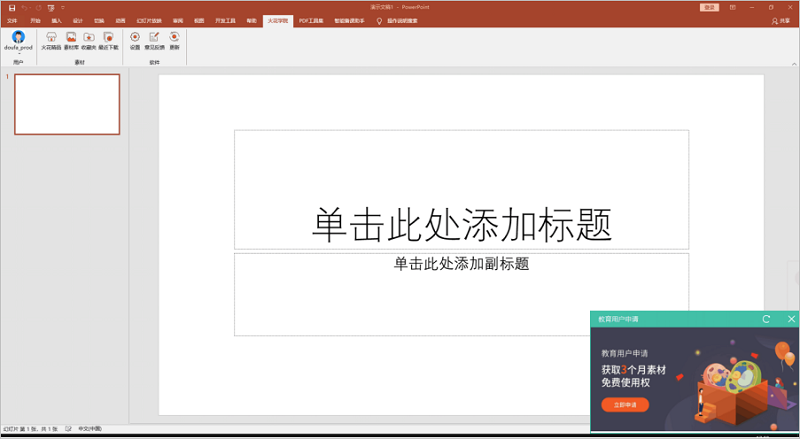 演示文稿1 - PowerPoint
登录
文件 开始 插入 设计 切换 动画 幻灯片放映 审阅 视图 开发工具 帮助 火花学院 PDF工具集 智能备课助手 操作说明搜索 共享
doufu_prod 火花精品 素材库 收藏夹 最近下载 设置 意见反馈 更新
用户 素材 软件
1
单击此处添加标题
单击此处添加副标题
教育用户申请
教育用户申请
获取3个月素材
免费使用权
立即申请
幻灯片 第 1 张，共 1 张 中文(中国)